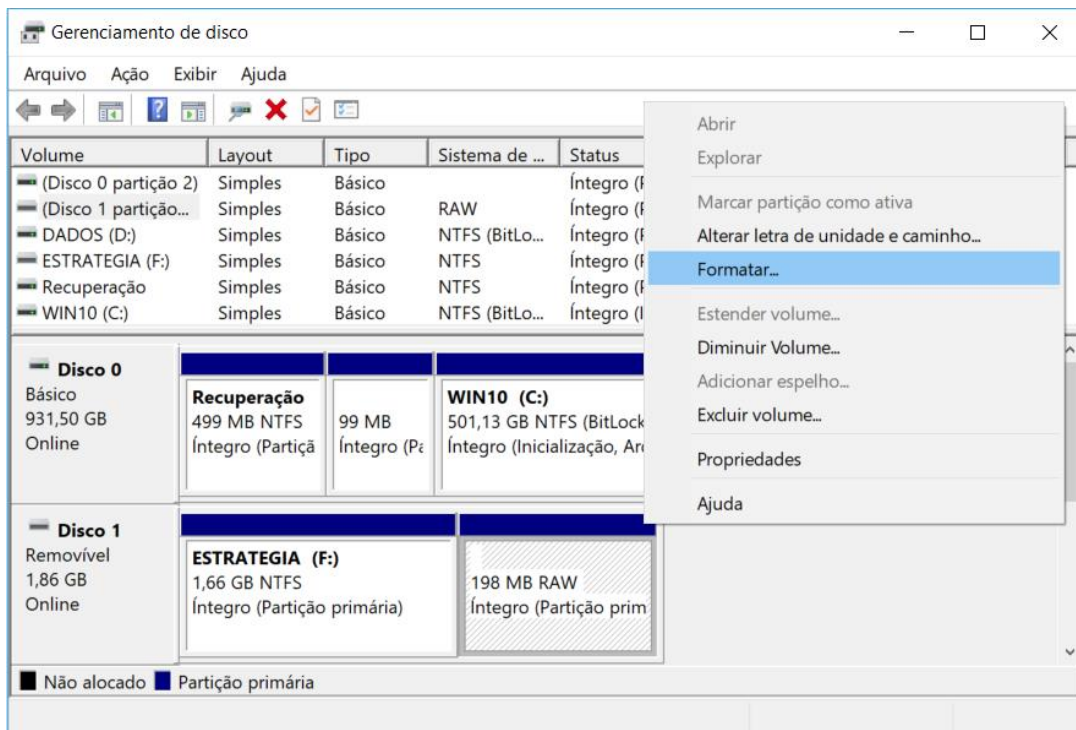 Gerenciamento de disco
Arquivo Ação Exibir Ajuda
Volume Layout Tipo Sistema de ... Status
(Disco 0 partição 2) Simples Básico Íntegro (
(Disco 1 partição... Simples Básico RAW Íntegro (
DADOS (D:) Simples Básico NTFS (BitLo... Íntegro (
ESTRATEGIA (F:) Simples Básico NTFS Íntegro (
Recuperação Simples Básico NTFS Íntegro (
WIN10 (C:) Simples Básico NTFS (BitLo... Íntegro (I
Abrir
Explorar
Marcar partição como ativa
Alterar letra de unidade e caminho...
Formatar...
Estender volume...
Diminuir Volume...
Adicionar espelho...
Excluir volume...
Propriedades
Ajuda
Disco 0
Básico
931,50 GB
Online
Recuperação
499 MB NTFS
Íntegro (Partiçã
99 MB
Íntegro (Pa
WIN10 (C:)
501,13 GB NTFS (BitLock
Íntegro (Inicialização, Arq
Disco 1
Removível
1,86 GB
Online
ESTRATEGIA (F:)
1,66 GB NTFS
Íntegro (Partição primária)
198 MB RAW
Íntegro (Partição prim
Não alocado Partição primária